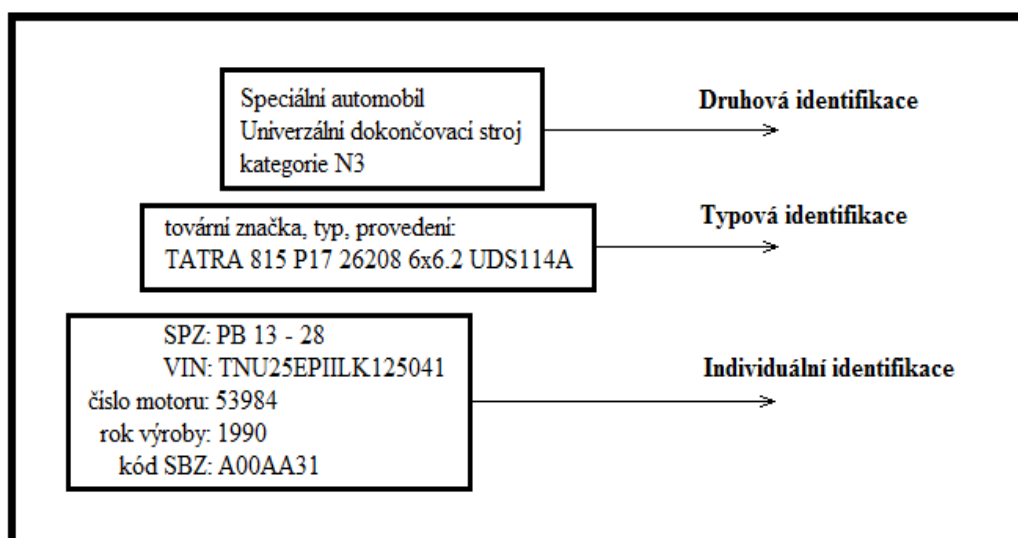 Speciální automobil
Univerzální dokončovací stroj
kategorie N3
Druhová identifikace
tovární značka, typ, provedení:
TATRA 815 P17 26208 6x6.2 UDS114A
Typová identifikace
SPZ: PB 13 - 28
VIN: TNU25EPIILK125041
číslo motoru: 53984
rok výroby: 1990
kód SBZ: A00AA31
Individuální identifikace